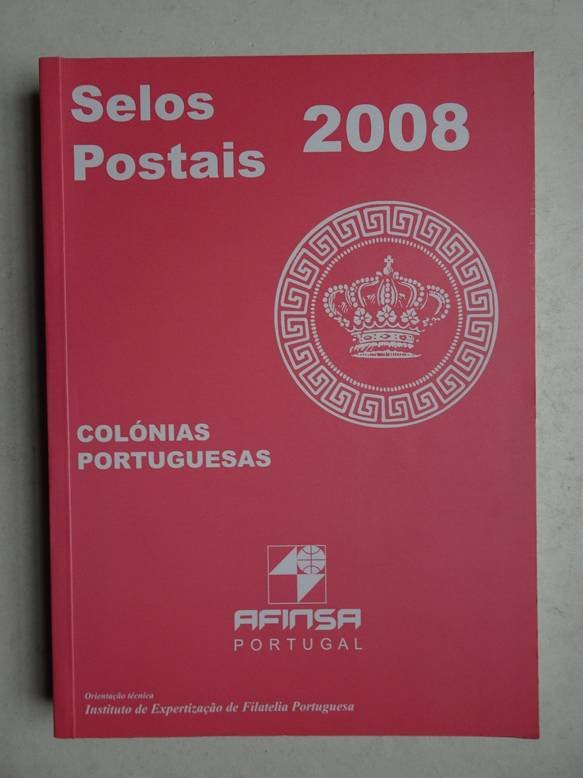 Selos
Postais
2008
COLÓNIAS
PORTUGUESAS
AFINSA
PORTUGAL
Orientação técnica
Instituto de Expertização de Filatelia Portuguesa